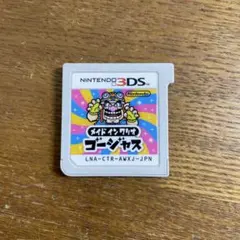 NINTENDO 3DS
Nintendo
メイド イン ワリオ
ゴージャス
LNA-CTR-AWXJ-JPN